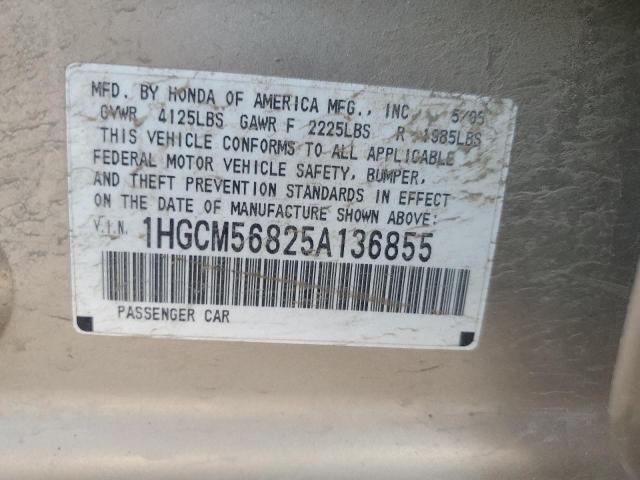 MFD. BY HONDA OF AMERICA MFG., INC. 5/05
GVWR 4125LBS GAWR F 2225LBS R 1985LBS
THIS VEHICLE CONFORMS TO ALL APPLICABLE
FEDERAL MOTOR VEHICLE SAFETY, BUMPER,
AND THEFT PREVENTION STANDARDS IN EFFECT
ON THE DATE OF MANUFACTURE SHOWN ABOVE:
V.I.N. 1HGCM56825A136855
PASSENGER CAR